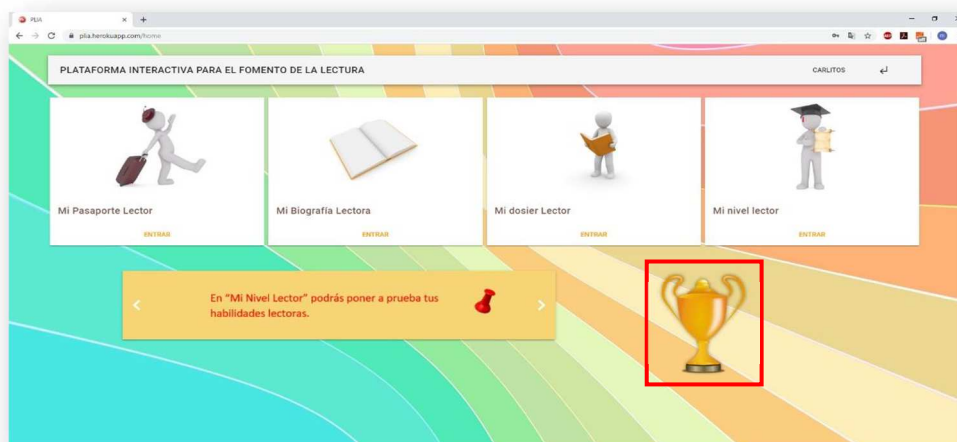 PLIA
plia.herokuapp.com/home
PLATAFORMA INTERACTIVA PARA EL FOMENTO DE LA LECTURA
CARLITOS
Mi Pasaporte Lector
ENTRAR
Mi Biografía Lectora
ENTRAR
Mi dosier Lector
ENTRAR
Mi nivel lector
ENTRAR
En “Mi Nivel Lector” podrás poner a prueba tus
habilidades lectoras.